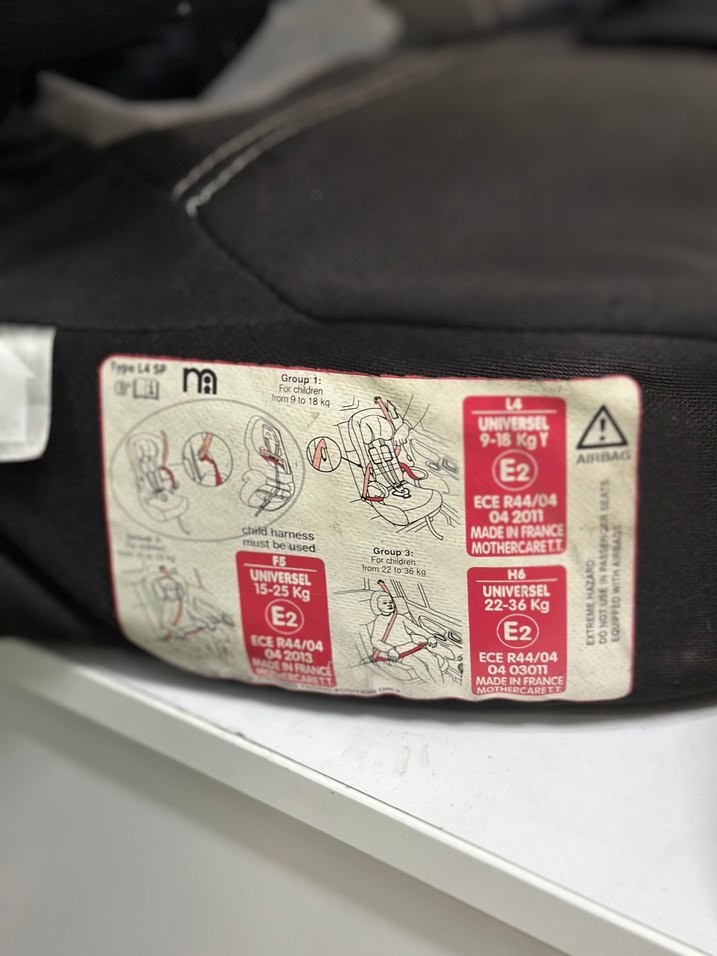 Type L4 SP
Group 1:
For children
from 9 to 18 kg
child harness
must be used
L4
UNIVERSEL
9-18 Kg Y
E2
ECE R44/04
04 2011
MADE IN FRANCE
MOTHERCARE T.T.
AIRBAG
EXTREME HAZARD
DO NOT USE IN PASSENGER SEATS
EQUIPPED WITH AIRBAGS
F5
UNIVERSEL
15-25 Kg
E2
ECE R44/04
04 2013
MADE IN FRANCE
MOTHERCARE T.T.
Group 3:
For children
from 22 to 36 kg
H6
UNIVERSEL
22-36 Kg
E2
ECE R44/04
04 03011
MADE IN FRANCE
MOTHERCARE T.T.